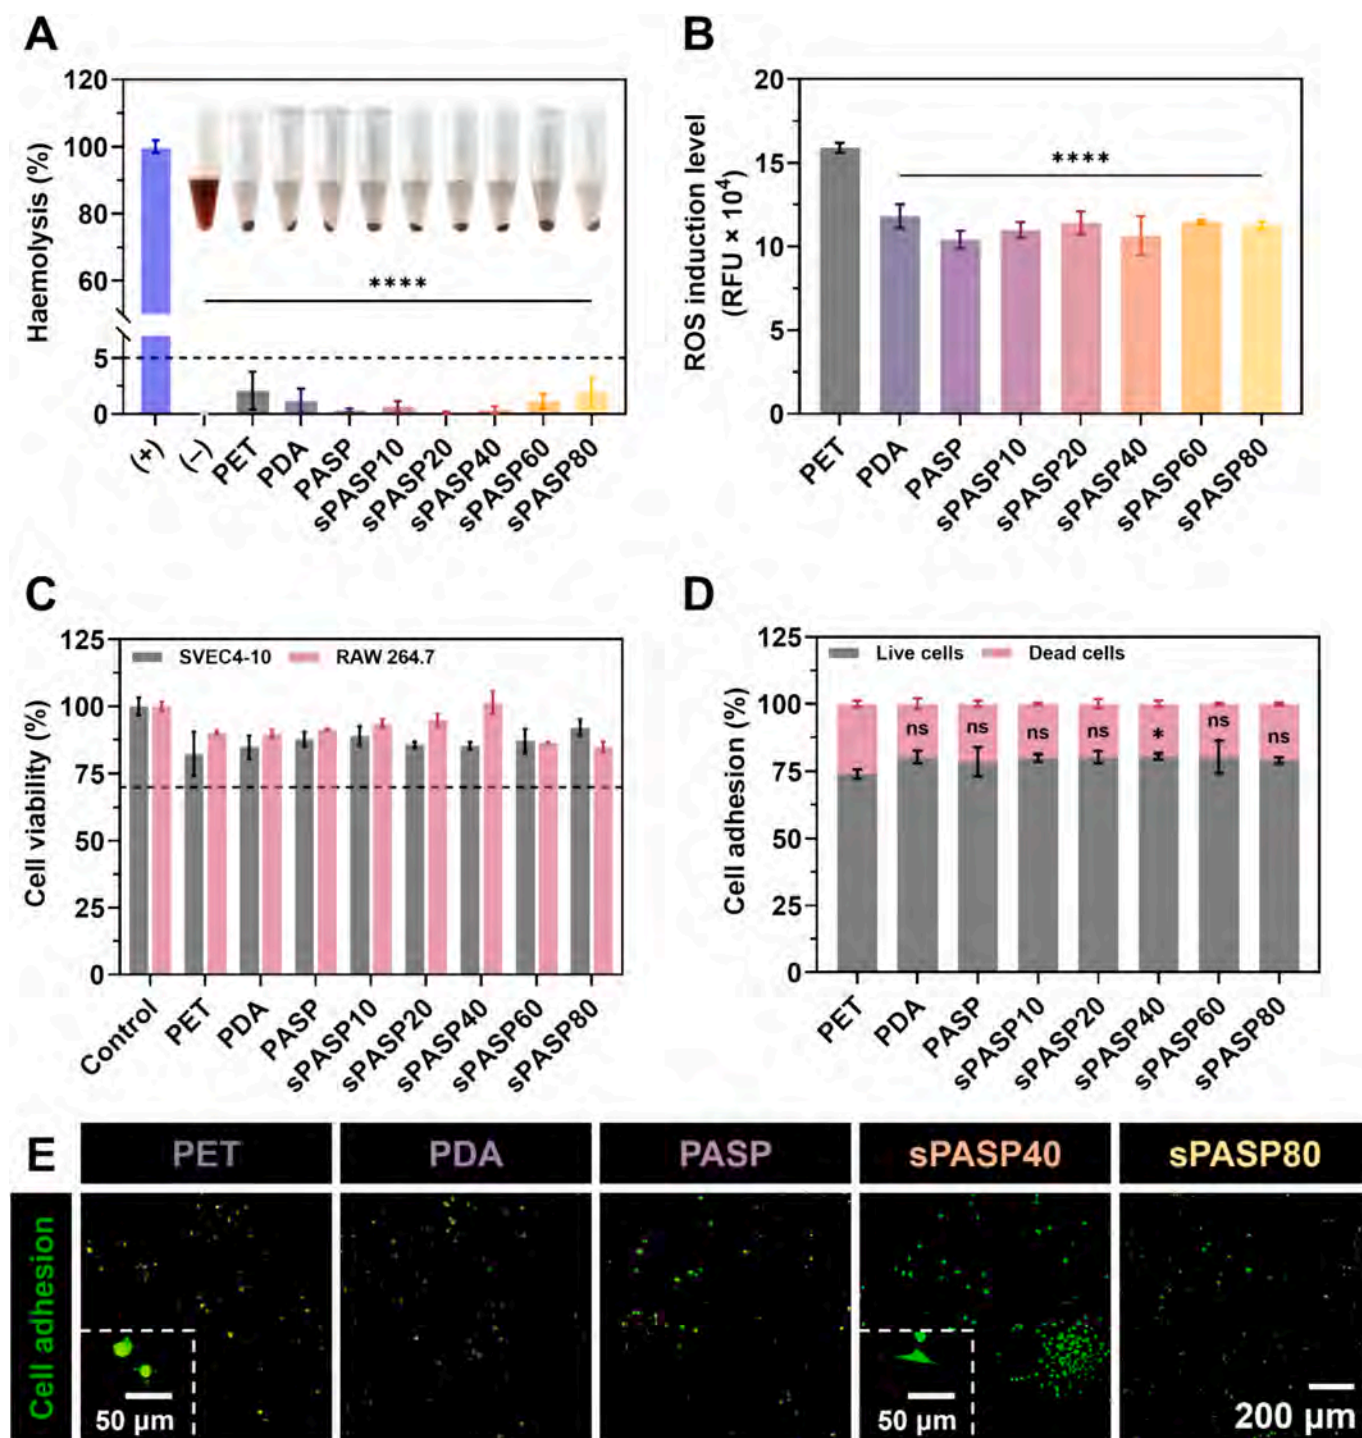 A
Haemolysis (%)
120
100
80
60
5
0
****
(+)
(−)
PET
PDA
PASP
sPASP10
sPASP20
sPASP40
sPASP60
sPASP80
B
ROS induction level
(RFU × 10⁴)
20
15
10
5
0
****
PET
PDA
PASP
sPASP10
sPASP20
sPASP40
sPASP60
sPASP80
C
Cell viability (%)
125
100
75
50
25
0
SVEC4-10 RAW 264.7
Control
PET
PDA
PASP
sPASP10
sPASP20
sPASP40
sPASP60
sPASP80
D
Cell adhesion (%)
125
100
75
50
25
0
Live cells Dead cells
ns ns ns ns * ns ns
PET
PDA
PASP
sPASP10
sPASP20
sPASP40
sPASP60
sPASP80
E
PET PDA PASP sPASP40 sPASP80
Cell adhesion
50 µm
50 µm
200 µm